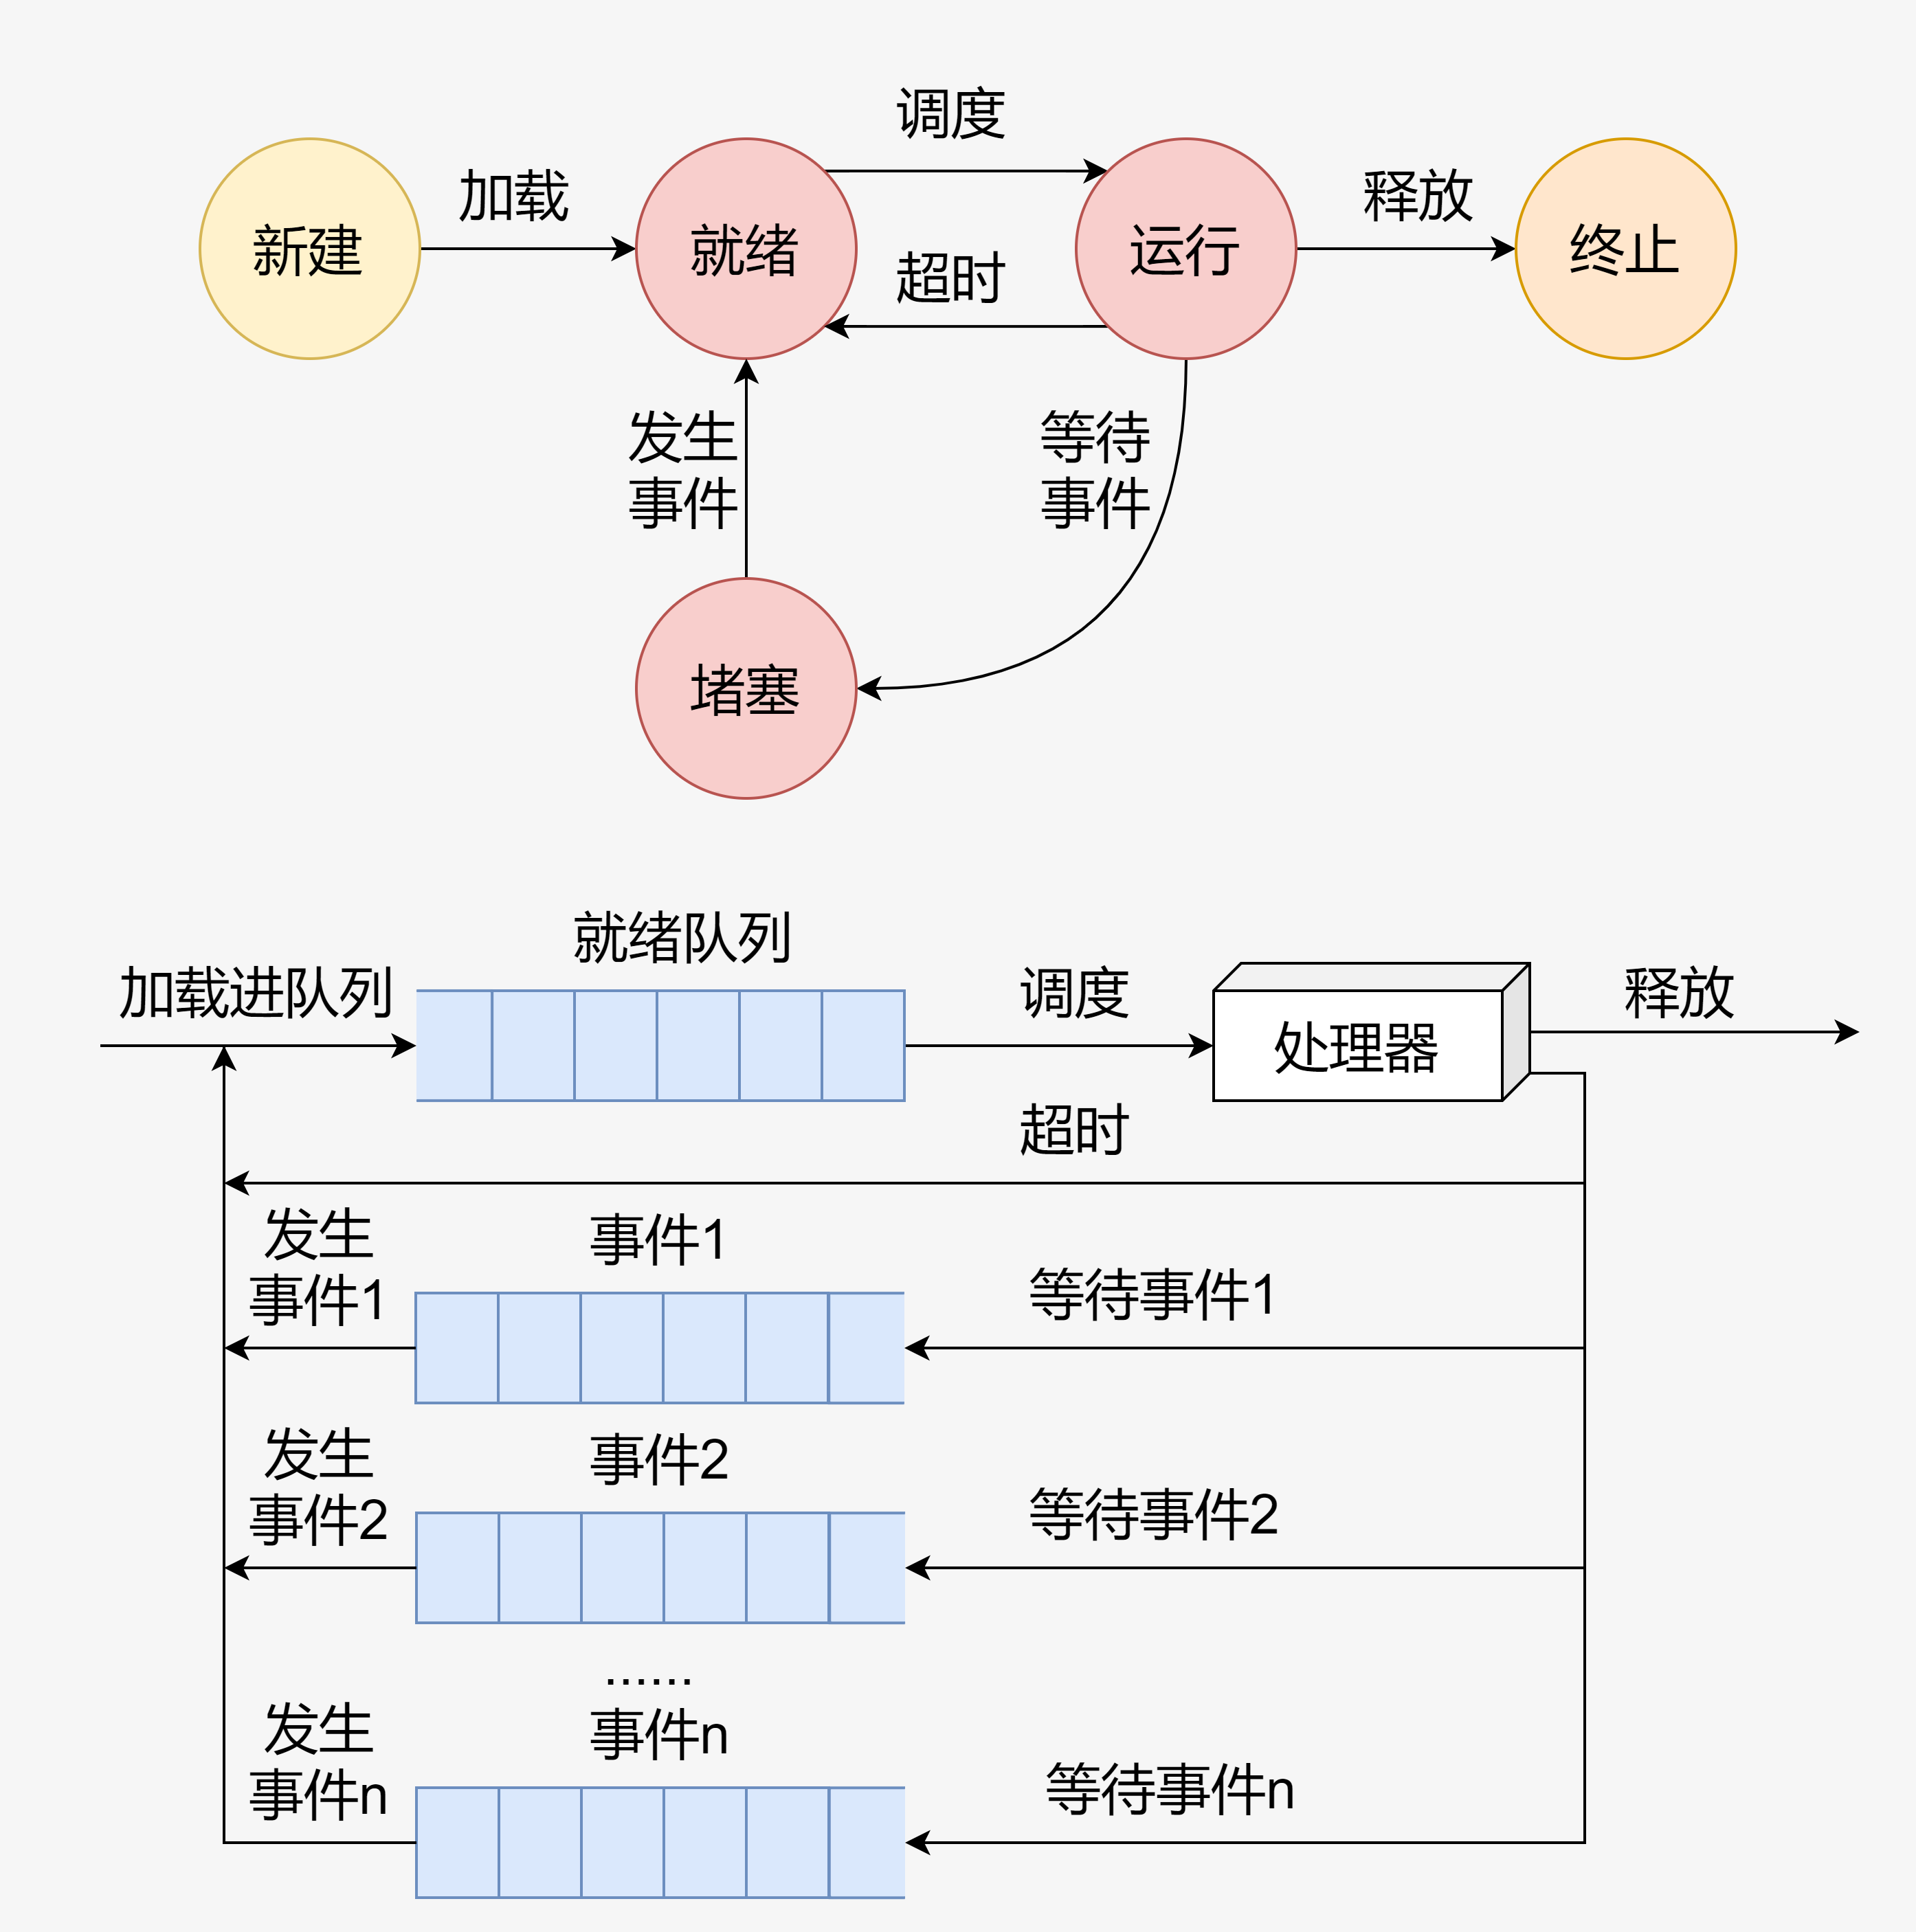 调度
加载
释放
新建
就绪
运行
终止
超时
发生
事件
等待
事件
堵塞
就绪队列
加载进队列
调度
释放
处理器
超时
发生
事件1
事件1
等待事件1
发生
事件2
事件2
等待事件2
......
发生
事件n
事件n
等待事件n